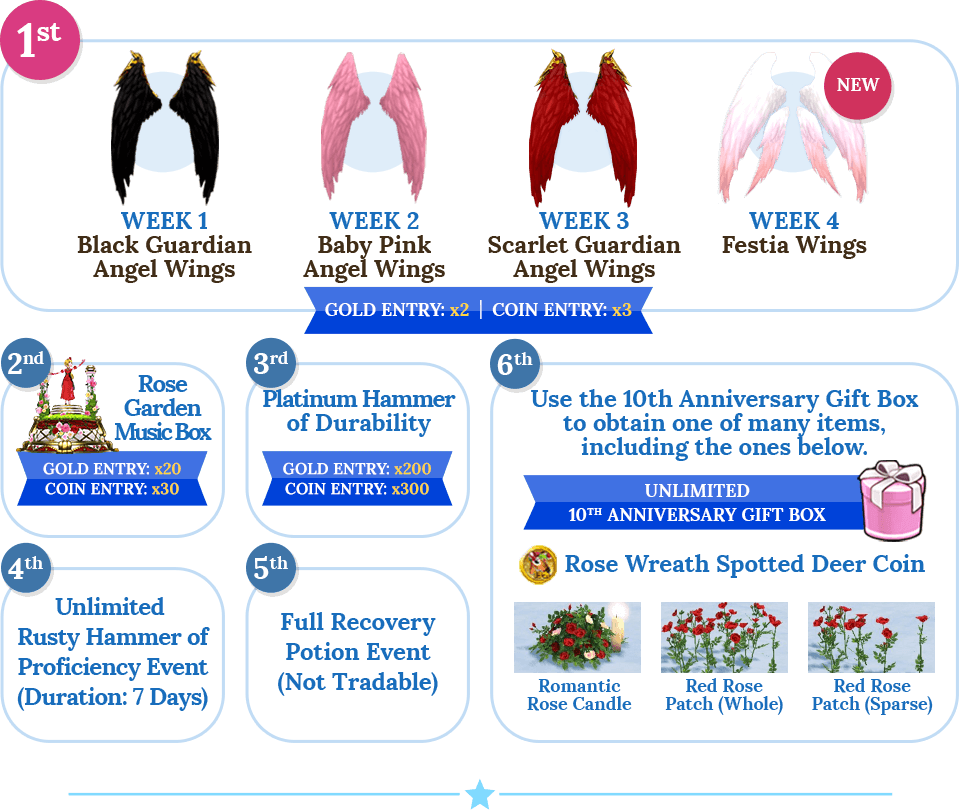 1st
NEW
WEEK 1
Black Guardian
Angel Wings
WEEK 2
Baby Pink
Angel Wings
WEEK 3
Scarlet Guardian
Angel Wings
WEEK 4
Festia Wings
GOLD ENTRY: x2 | COIN ENTRY: x3
2nd
Rose
Garden
Music Box
GOLD ENTRY: x20
COIN ENTRY: x30
3rd
Platinum Hammer
of Durability
GOLD ENTRY: x200
COIN ENTRY: x300
4th
Unlimited
Rusty Hammer of
Proficiency Event
(Duration: 7 Days)
5th
Full Recovery
Potion Event
(Not Tradable)
6th
Use the 10th Anniversary Gift Box
to obtain one of many items,
including the ones below.
UNLIMITED
10TH ANNIVERSARY GIFT BOX
Rose Wreath Spotted Deer Coin
Romantic
Rose Candle
Red Rose
Patch (Whole)
Red Rose
Patch (Sparse)